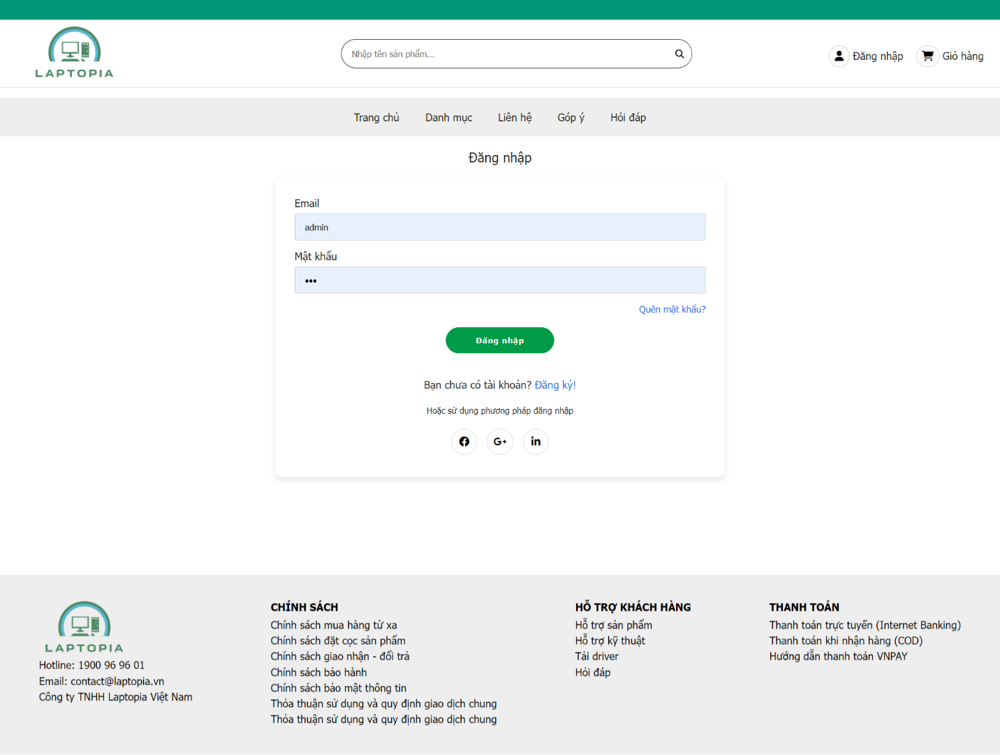 LAPTOPIA
Nhập tên sản phẩm...
Đăng nhập
Giỏ hàng
Trang chủ
Danh mục
Liên hệ
Góp ý
Hỏi đáp
Đăng nhập
Email
admin
Mật khẩu
•••
Quên mật khẩu?
Đăng nhập
Bạn chưa có tài khoản? Đăng ký!
Hoặc sử dụng phương pháp đăng nhập
G+
in
LAPTOPIA
Hotline: 1900 96 96 01
Email: contact@laptopia.vn
Công ty TNHH Laptopia Việt Nam
CHÍNH SÁCH
Chính sách mua hàng từ xa
Chính sách đặt cọc sản phẩm
Chính sách giao nhận - đổi trả
Chính sách bảo hành
Chính sách bảo mật thông tin
Thỏa thuận sử dụng và quy định giao dịch chung
Thỏa thuận sử dụng và quy định giao dịch chung
HỖ TRỢ KHÁCH HÀNG
Hỗ trợ sản phẩm
Hỗ trợ kỹ thuật
Tải driver
Hỏi đáp
THANH TOÁN
Thanh toán trực tuyến (Internet Banking)
Thanh toán khi nhận hàng (COD)
Hướng dẫn thanh toán VNPAY